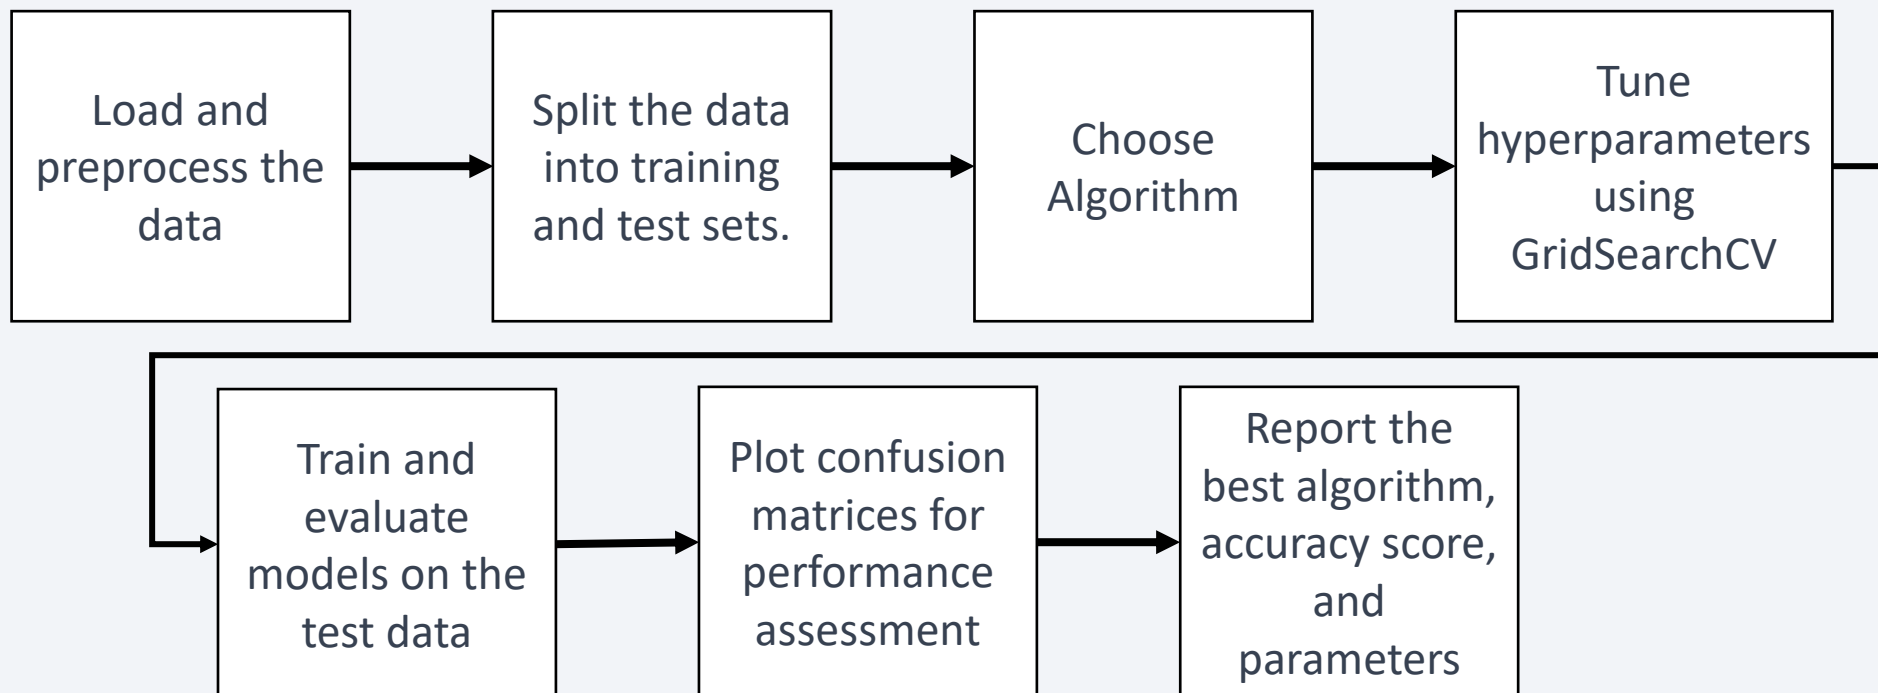 Load and
preprocess the
data
Split the data
into training
and test sets.
Choose
Algorithm
Tune
hyperparameters
using
GridSearchCV
Train and
evaluate
models on the
test data
Plot confusion
matrices for
performance
assessment
Report the
best algorithm,
accuracy score,
and
parameters